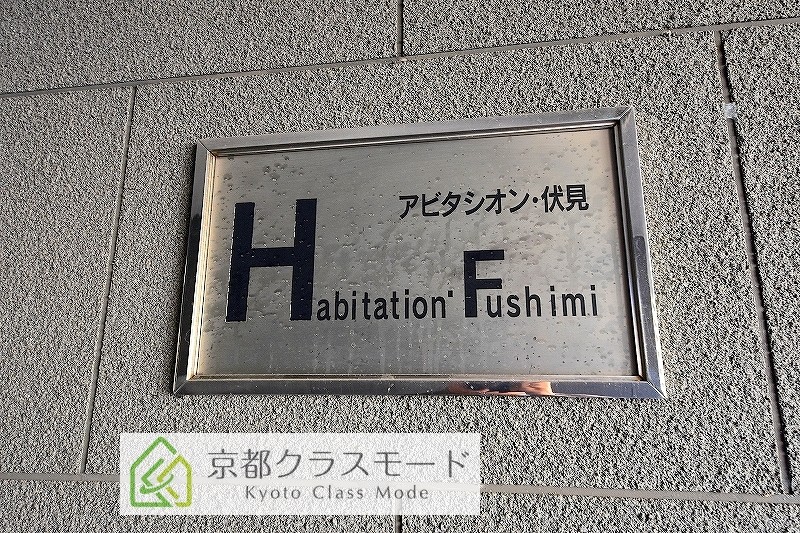 アビタシオン・伏見
Habitation・Fushimi
京都クラスモード
Kyoto Class Mode